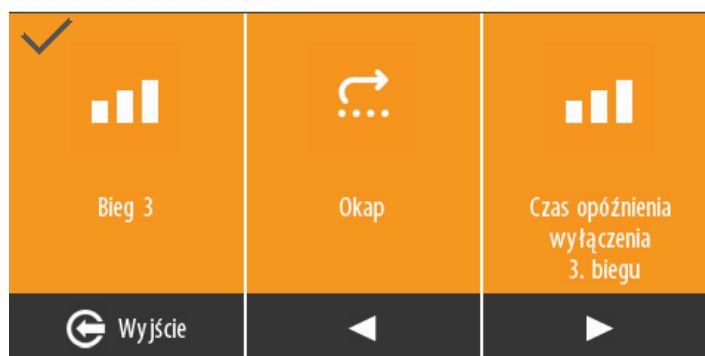 Bieg 3
Okap
Czas opóźnienia
wyłączenia
3. biegu
Wyjście